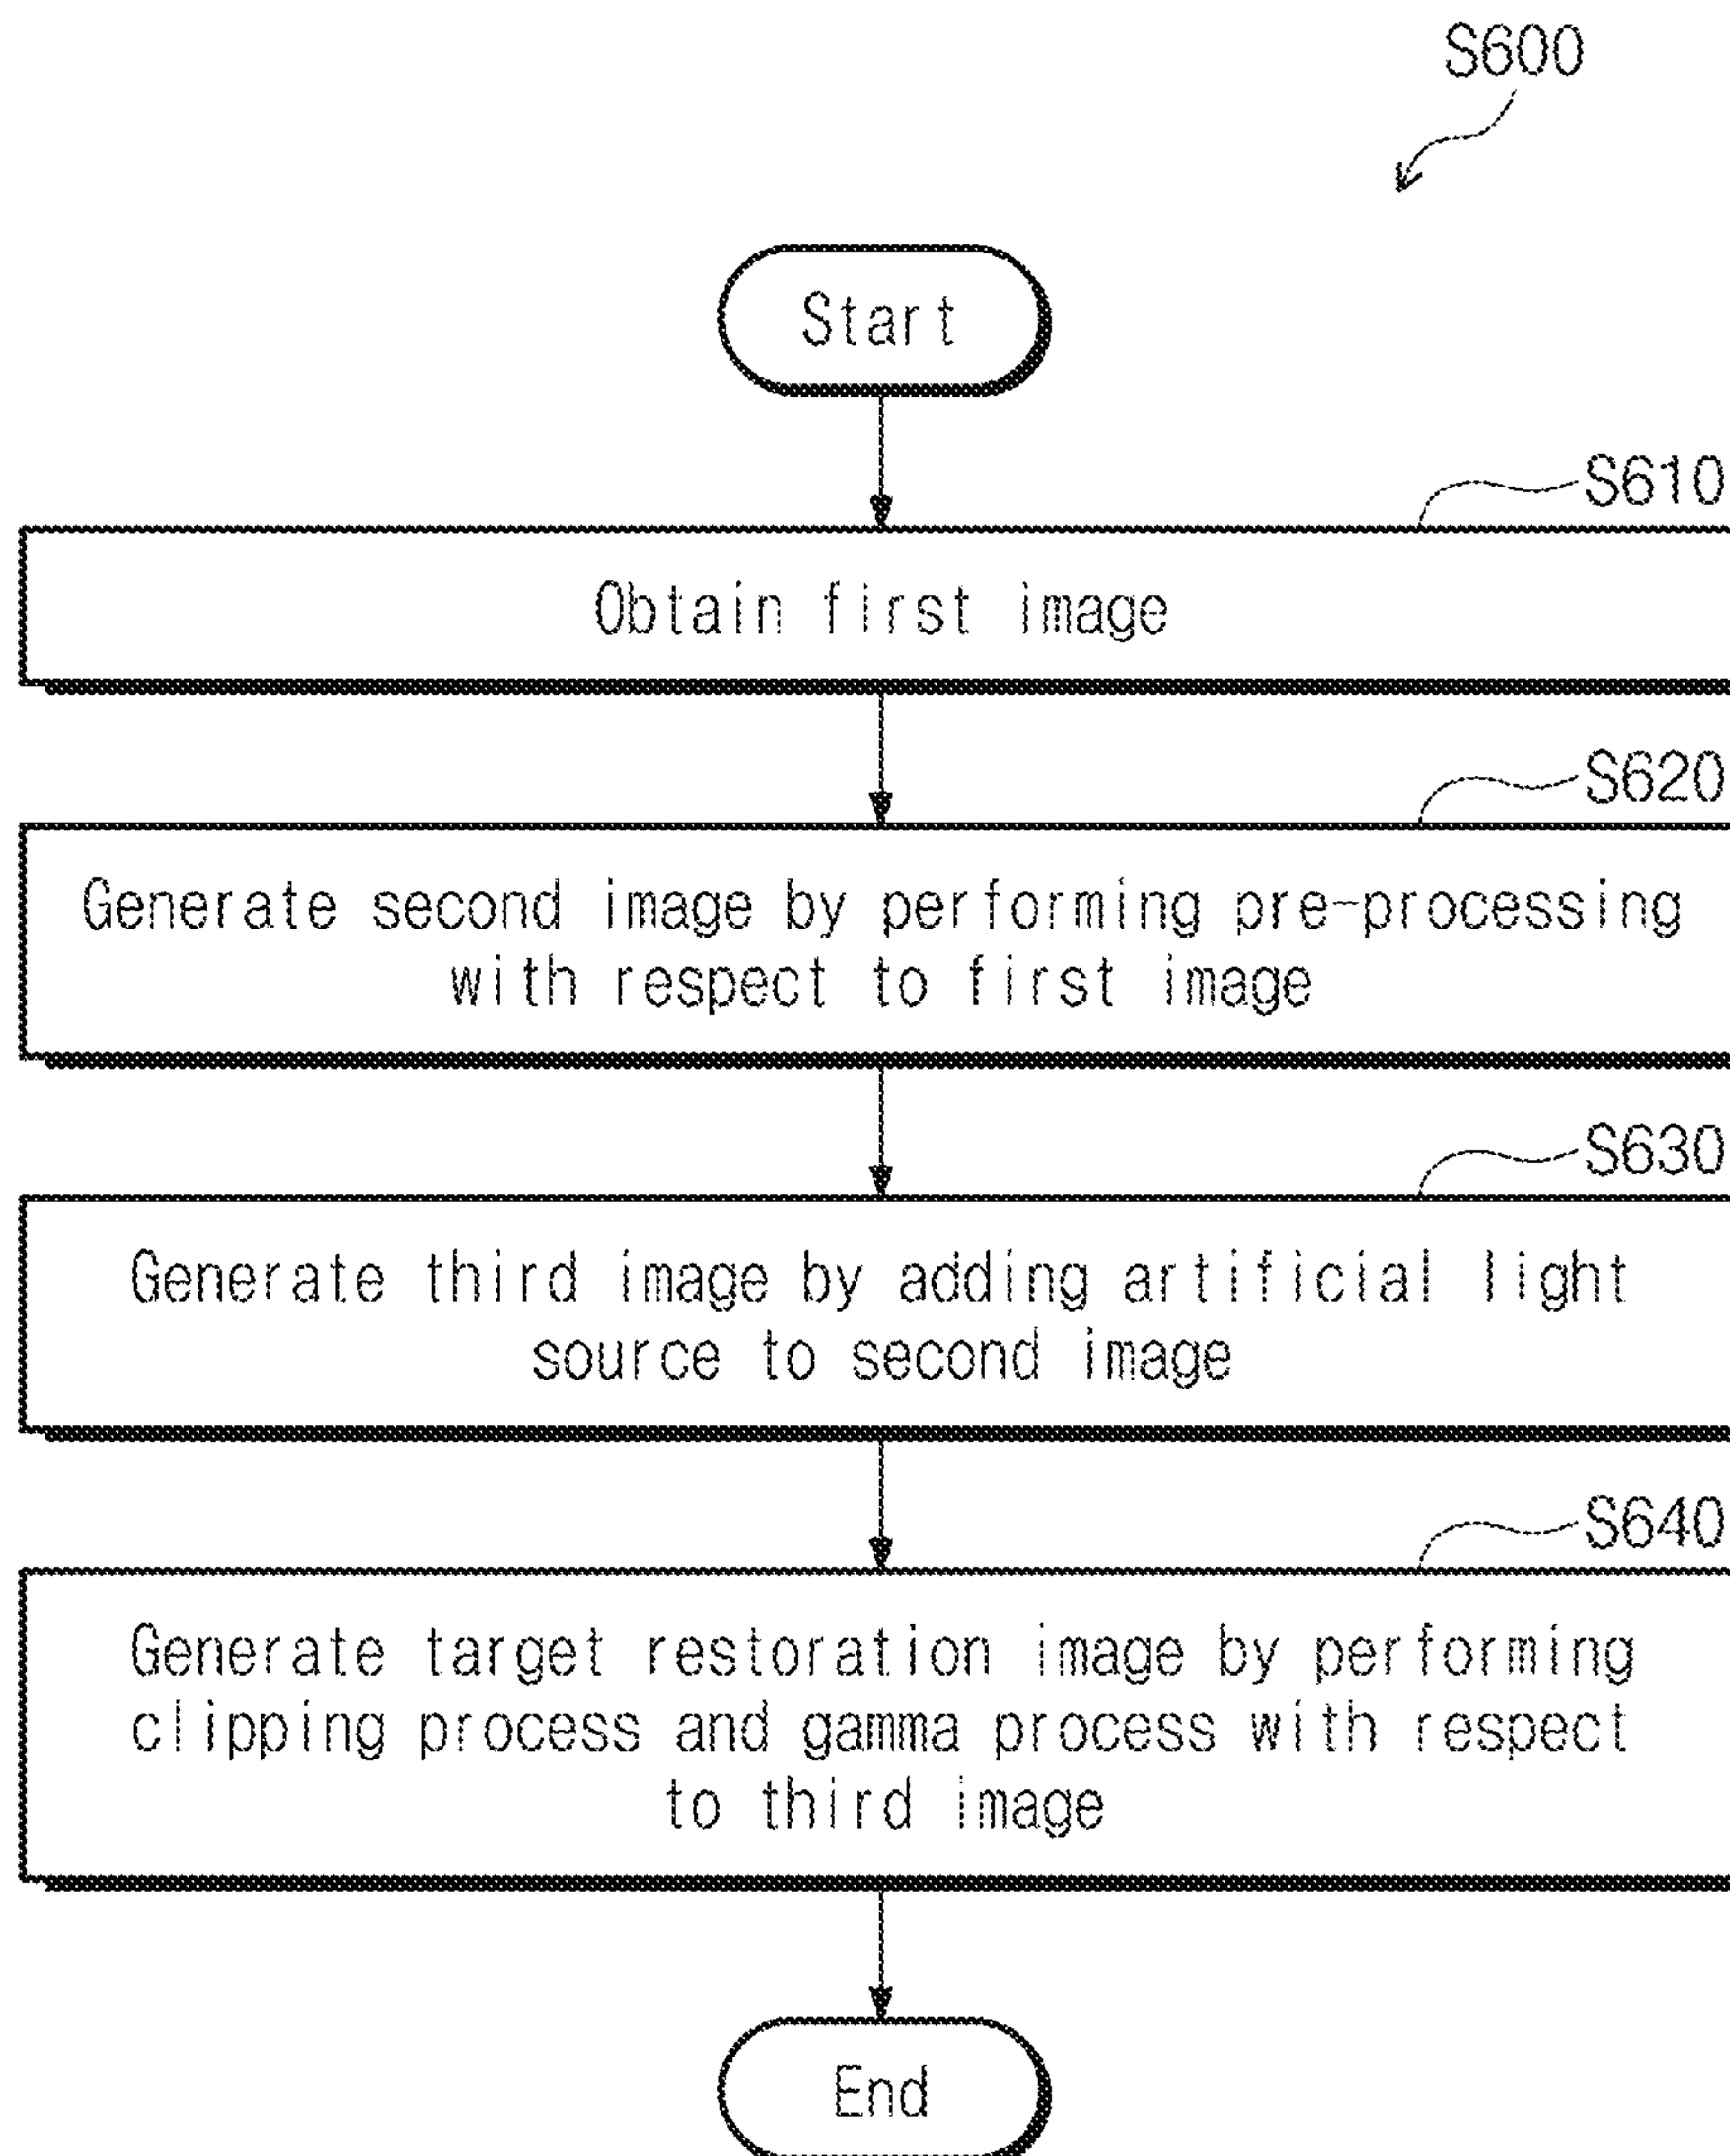 S600
Start
S610
Obtain first image
S620
Generate second image by performing pre-processing
with respect to first image
S630
Generate third image by adding artificial light
source to second image
S640
Generate target restoration image by performing
clipping process and gamma process with respect
to third image
End